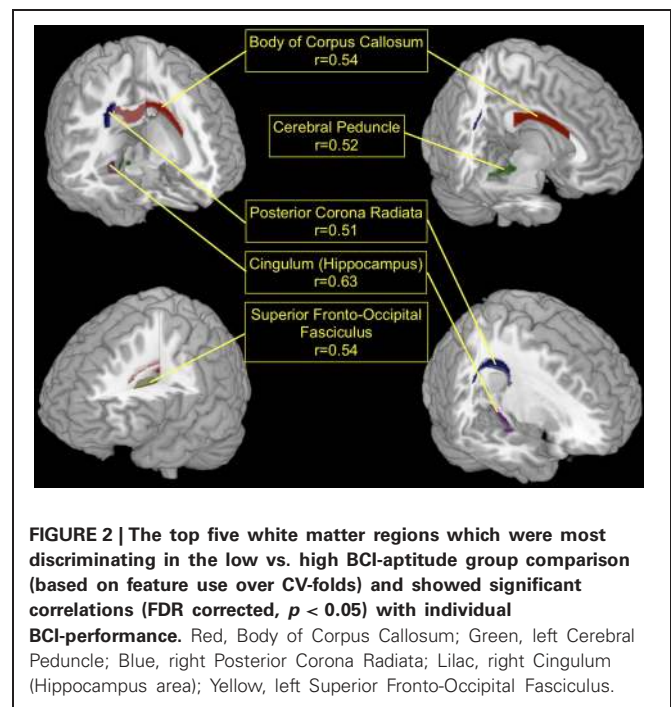 Body of Corpus Callosum
r=0.54
Cerebral Peduncle
r=0.52
Posterior Corona Radiata
r=0.51
Cingulum (Hippocampus)
r=0.63
Superior Fronto-Occipital
Fasciculus
r=0.54
FIGURE 2 | The top five white matter regions which were most
discriminating in the low vs. high BCI-aptitude group comparison
(based on feature use over CV-folds) and showed significant
correlations (FDR corrected, p < 0.05) with individual
BCI-performance. Red, Body of Corpus Callosum; Green, left Cerebral
Peduncle; Blue, right Posterior Corona Radiata; Lilac, right Cingulum
(Hippocampus area); Yellow, left Superior Fronto-Occipital Fasciculus.